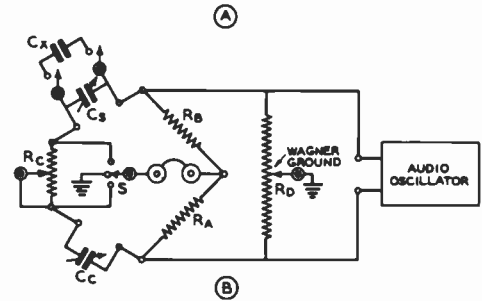 A
Cx
Cs
RB
Rc
WAGNER
GROUND
S
RD
AUDIO
OSCILLATOR
RA
Cc
B